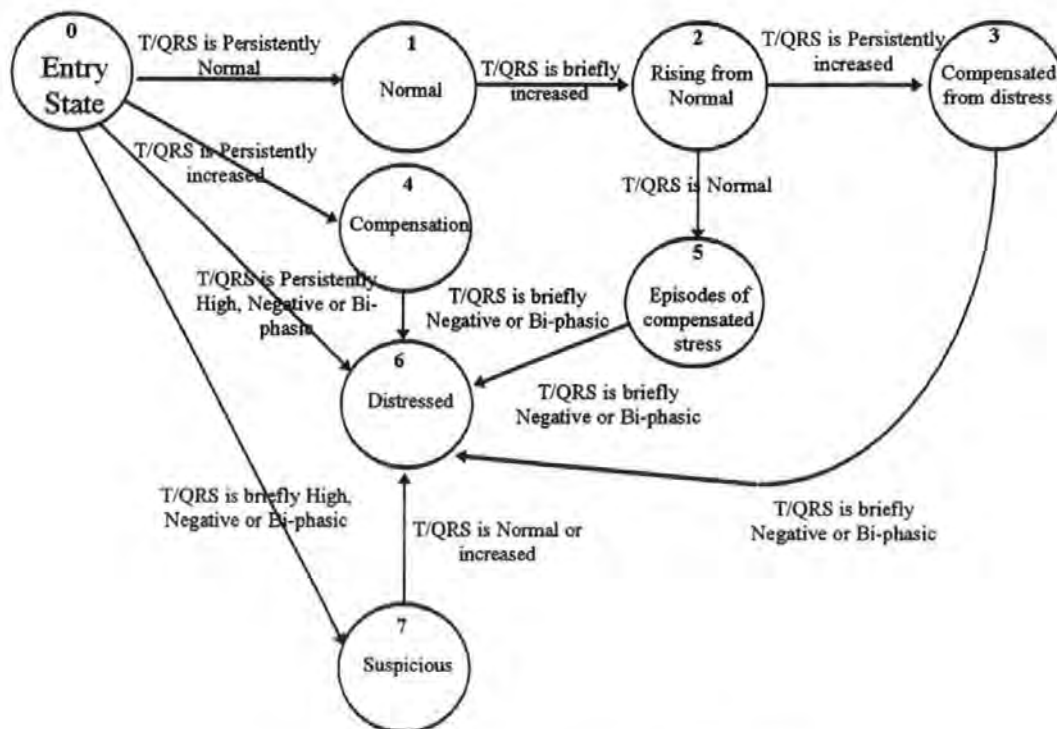 0
Entry
State
T/QRS is Persistently
Normal
1
Normal
T/QRS is briefly
increased
2
Rising from
Normal
T/QRS is Persistently
increased
3
Compensated
from distress
T/QRS is Persistently
increased
4
Compensation
T/QRS is Normal
5
Episodes of
compensated
stress
T/QRS is Persistently
High, Negative or Bi-
phasic
T/QRS is briefly
Negative or Bi-phasic
6
Distressed
T/QRS is briefly
Negative or Bi-phasic
T/QRS is briefly High,
Negative or Bi-phasic
T/QRS is Normal or
increased
T/QRS is briefly
Negative or Bi-phasic
7
Suspicious